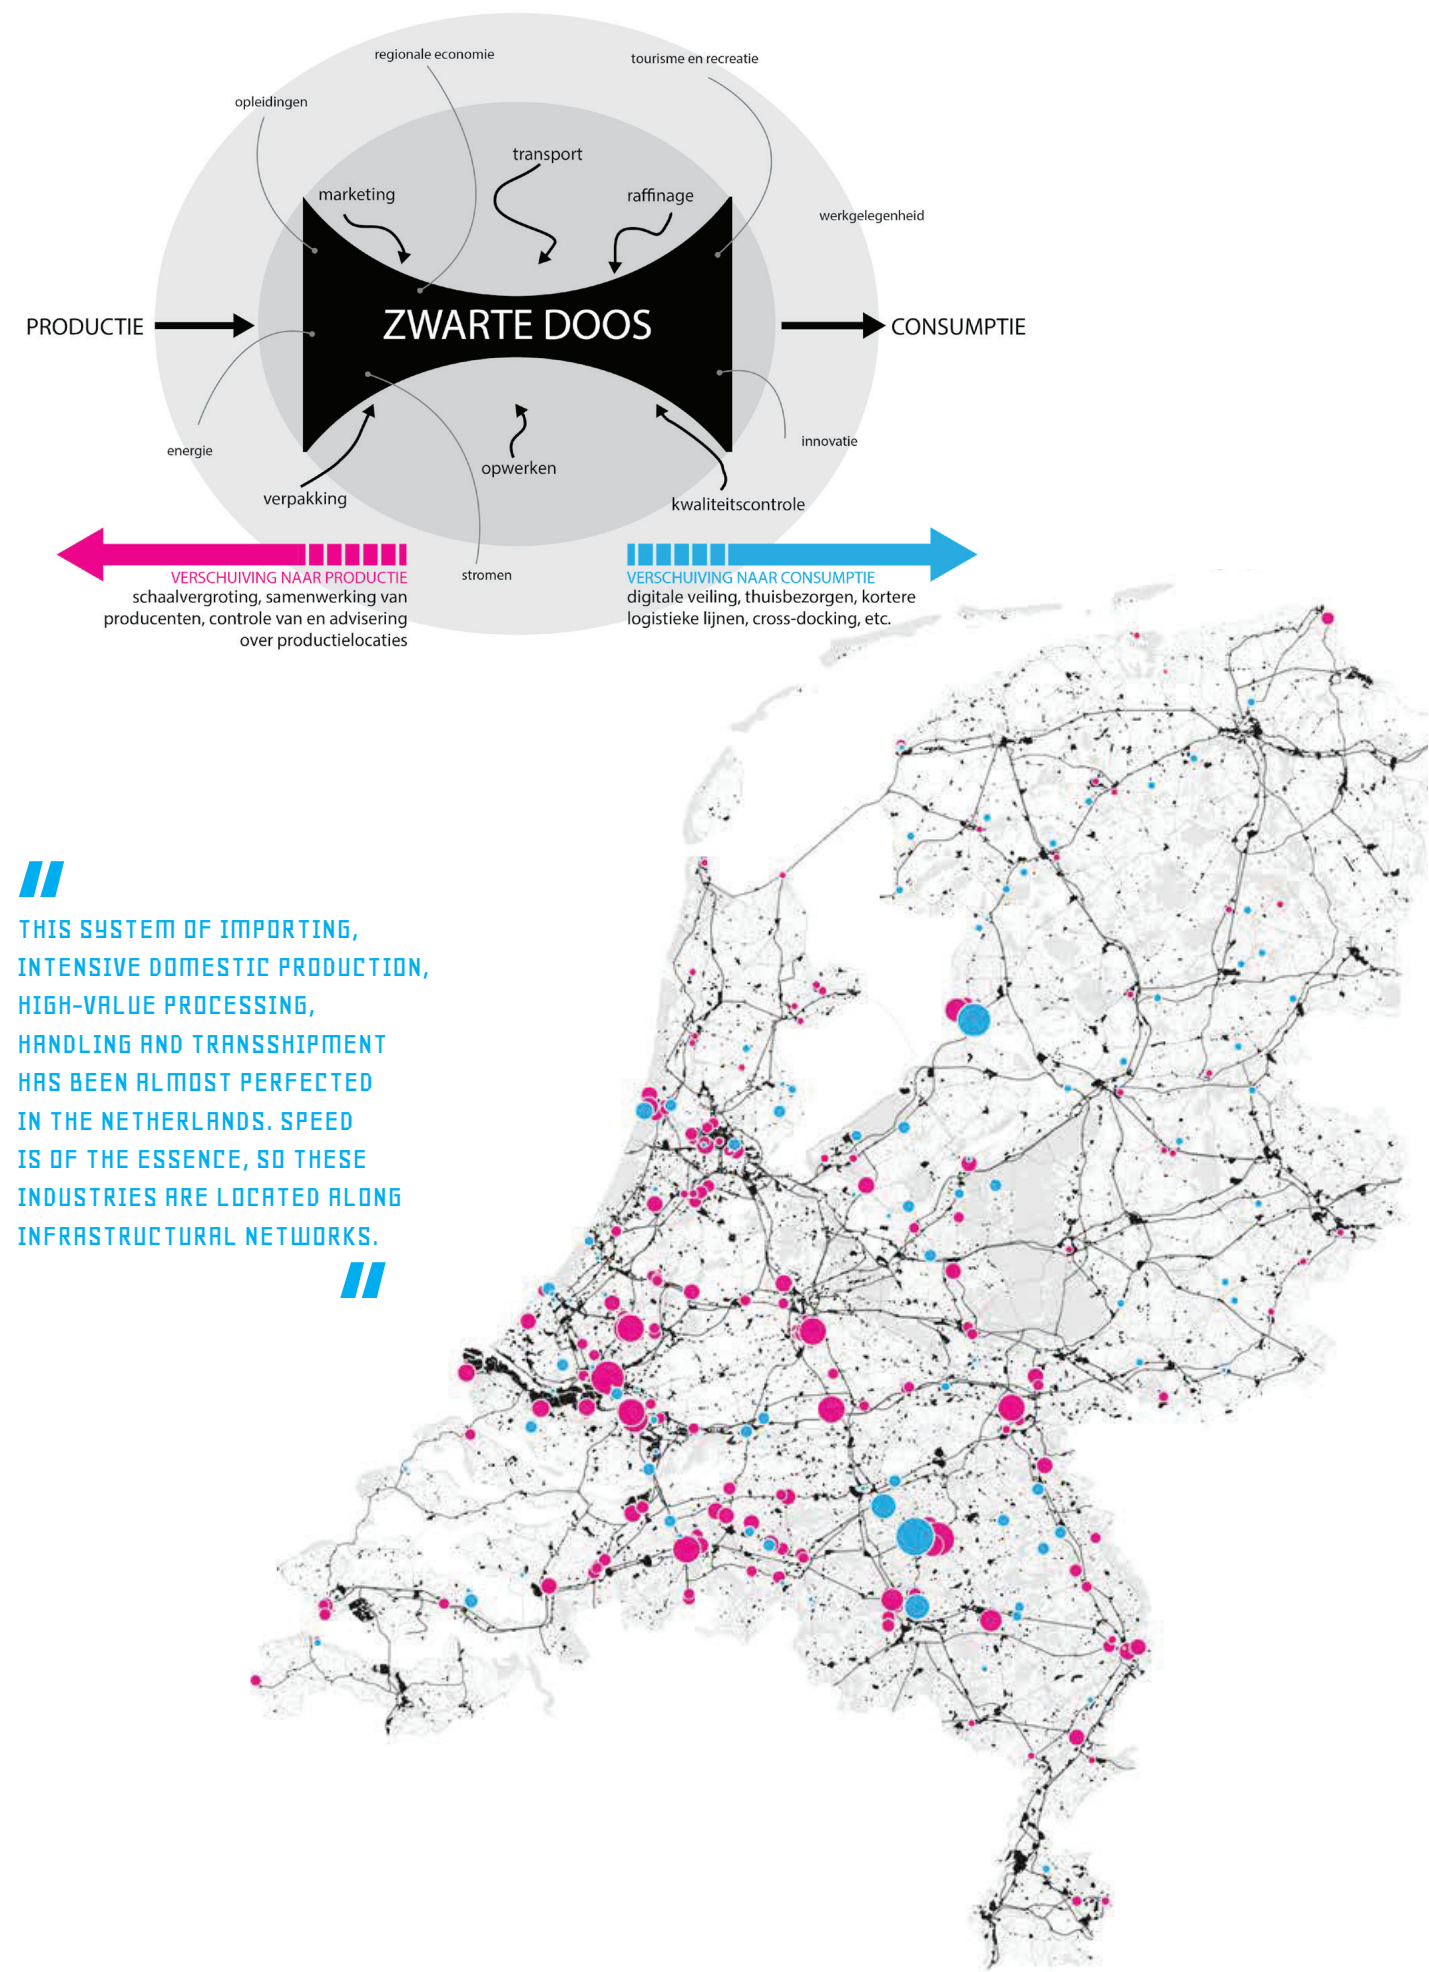 regionale economie
tourisme en recreatie
opleidingen
transport
marketing
raffinage
werkgelegenheid
PRODUCTIE
ZWARTE DOOS
CONSUMPTIE
energie
innovatie
opwerken
verpakking
kwaliteitscontrole
stromen
VERSCHUIVING NAAR PRODUCTIE
schaalvergroting, samenwerking van
producenten, controle van en advisering
over productielocaties
VERSCHUIVING NAAR CONSUMPTIE
digitale veiling, thuisbezorgen, kortere
logistieke lijnen, cross-docking, etc.
THIS SYSTEM OF IMPORTING,
INTENSIVE DOMESTIC PRODUCTION,
HIGH-VALUE PROCESSING,
HANDLING AND TRANSSHIPMENT
HAS BEEN ALMOST PERFECTED
IN THE NETHERLANDS. SPEED
IS OF THE ESSENCE, SO THESE
INDUSTRIES ARE LOCATED ALONG
INFRASTRUCTURAL NETWORKS.